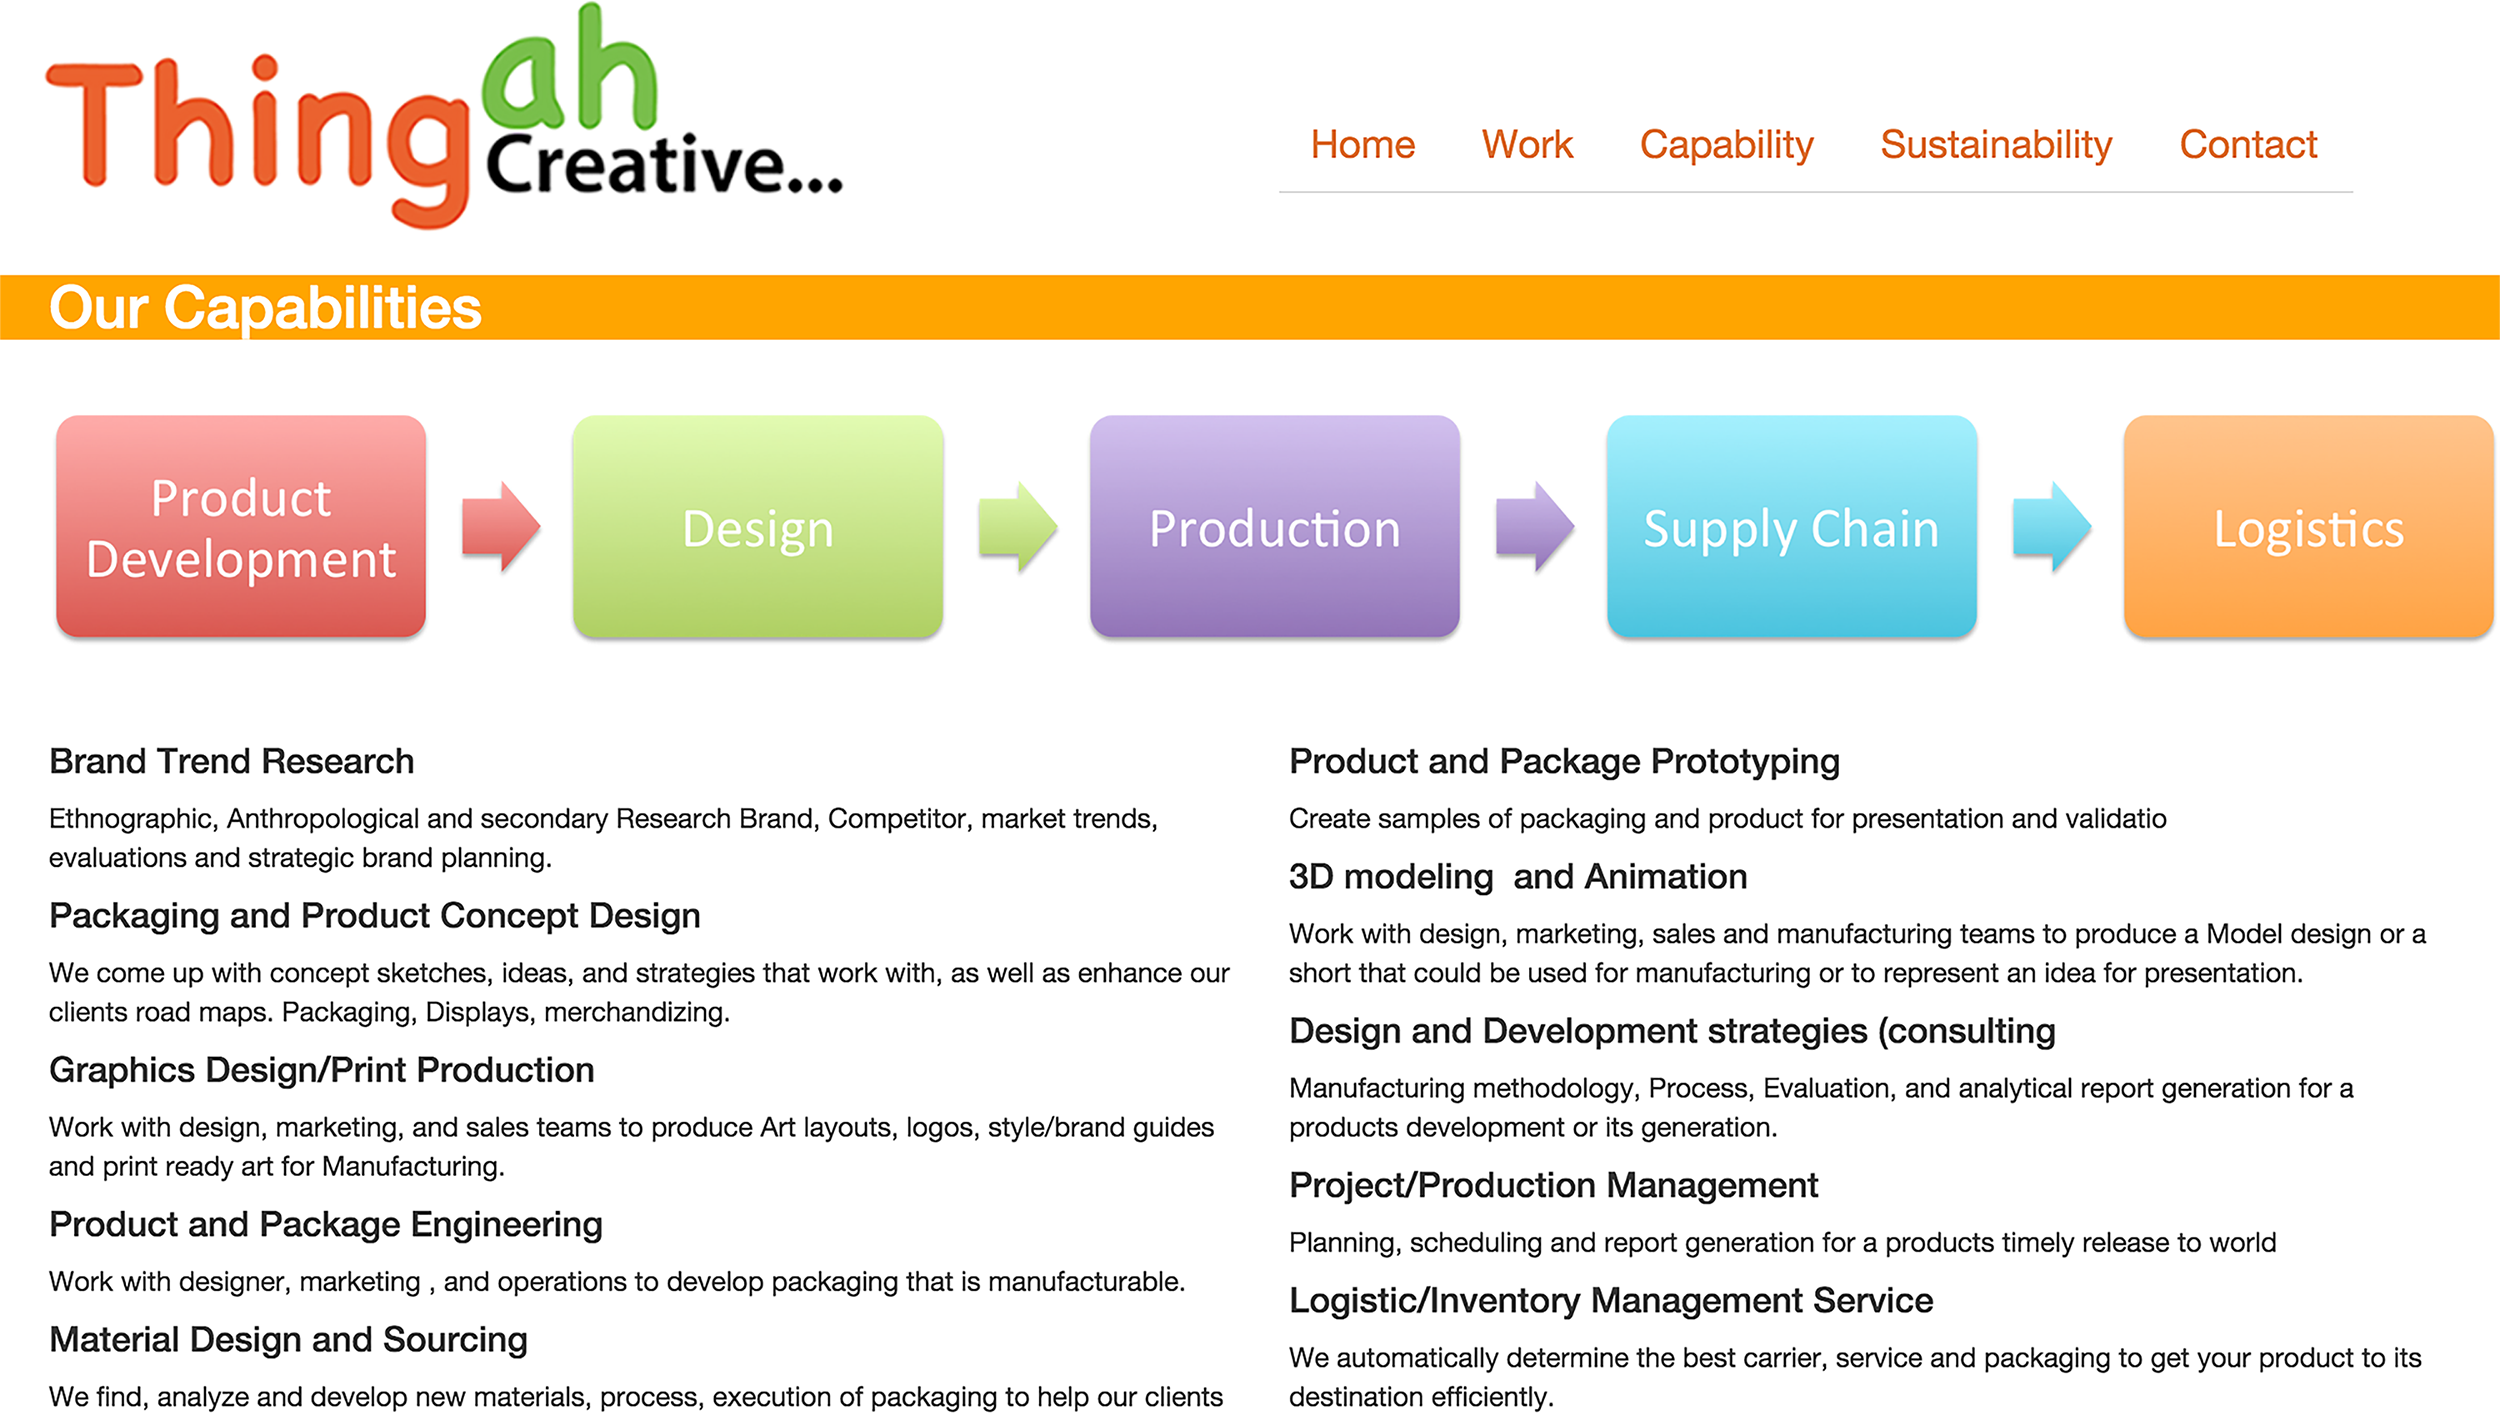 Thingah
Creative...
Home Work Capability Sustainability Contact
Our Capabilities
Product
Development
Design
Production
Supply Chain
Logistics
Brand Trend Research
Ethnographic, Anthropological and secondary Research Brand, Competitor, market trends,
evaluations and strategic brand planning.
Packaging and Product Concept Design
We come up with concept sketches, ideas, and strategies that work with, as well as enhance our
clients road maps. Packaging, Displays, merchandizing.
Graphics Design/Print Production
Work with design, marketing, and sales teams to produce Art layouts, logos, style/brand guides
and print ready art for Manufacturing.
Product and Package Engineering
Work with designer, marketing , and operations to develop packaging that is manufacturable.
Material Design and Sourcing
We find, analyze and develop new materials, process, execution of packaging to help our clients
Product and Package Prototyping
Create samples of packaging and product for presentation and validatio
3D modeling  and Animation
Work with design, marketing, sales and manufacturing teams to produce a Model design or a
short that could be used for manufacturing or to represent an idea for presentation.
Design and Development strategies (consulting
Manufacturing methodology, Process, Evaluation, and analytical report generation for a
products development or its generation.
Project/Production Management
Planning, scheduling and report generation for a products timely release to world
Logistic/Inventory Management Service
We automatically determine the best carrier, service and packaging to get your product to its
destination efficiently.